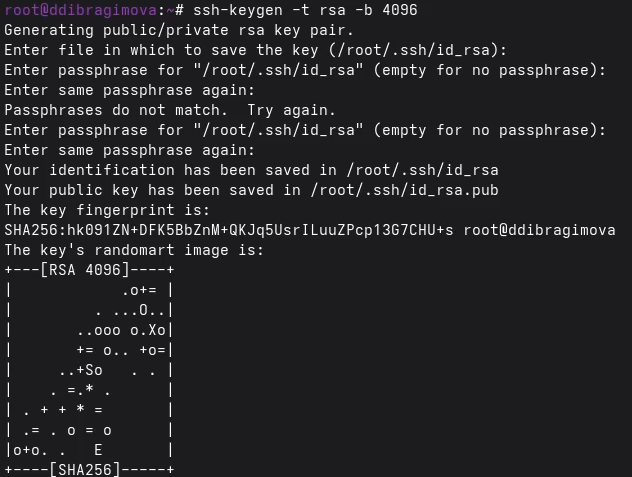 root@ddibragimova:~# ssh-keygen -t rsa -b 4096
Generating public/private rsa key pair.
Enter file in which to save the key (/root/.ssh/id_rsa):
Enter passphrase for "/root/.ssh/id_rsa" (empty for no passphrase):
Enter same passphrase again:
Passphrases do not match.  Try again.
Enter passphrase for "/root/.ssh/id_rsa" (empty for no passphrase):
Enter same passphrase again:
Your identification has been saved in /root/.ssh/id_rsa
Your public key has been saved in /root/.ssh/id_rsa.pub
The key fingerprint is:
SHA256:hk091ZN+DFK5BbZnM+QKJq5UsrILuuZPcp13G7CHU+s root@ddibragimova
The key's randomart image is:
+---[RSA 4096]----+
|            .o+= |
|         . ...O..|
|       ..ooo o.Xo|
|       += o.. +o=|
|     ..+So   . . |
|    . =.* .      |
| . + + * =       |
| .= . o = o      |
|o+o. .   E       |
+----[SHA256]-----+